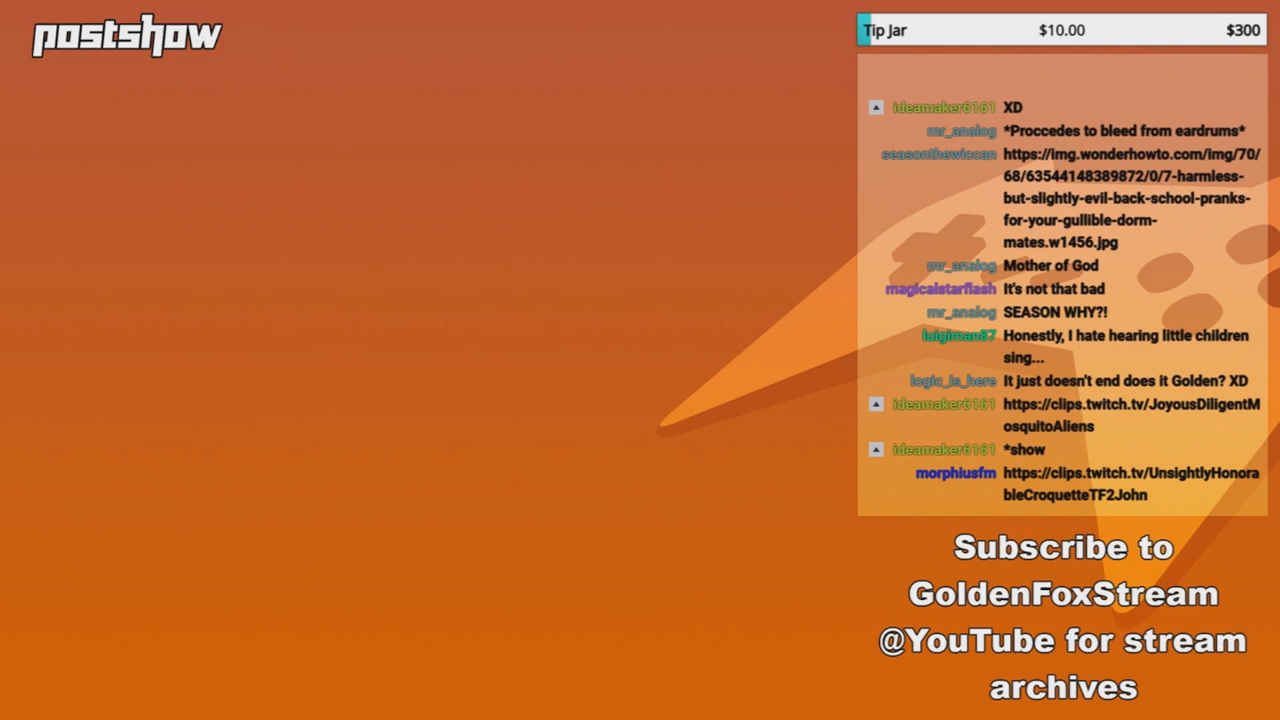 postshow
Tip Jar $10.00 $300
ideamaker6161 XD
mr_analog *Proccedes to bleed from eardrums*
seasonthewiccan https://img.wonderhowto.com/img/70/
68/63544148389872/0/7-harmless-
but-slightly-evil-back-school-pranks-
for-your-gullible-dorm-
mates.w1456.jpg
mr_analog Mother of God
magicalstarflash It's not that bad
mr_analog SEASON WHY?!
luigiman87 Honestly, I hate hearing little children
sing...
logic_is_here It just doesn't end does it Golden? XD
ideamaker6161 https://clips.twitch.tv/JoyousDiligentM
osquitoAliens
ideamaker6161 *show
morphiusfm https://clips.twitch.tv/UnsightlyHonora
bleCroquetteTF2John
Subscribe to
GoldenFoxStream
@YouTube for stream
archives